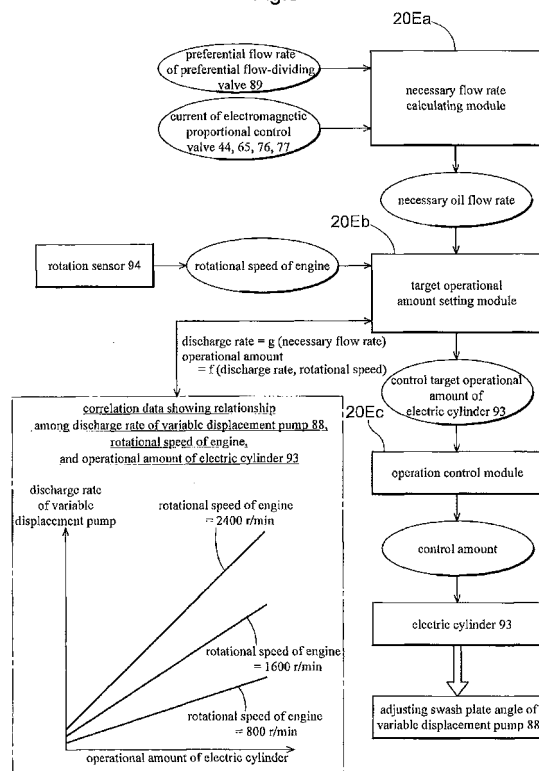 20Ea
preferential flow rate
of preferential flow-dividing
valve 89
necessary flow rate
calculating module
current of electromagnetic
proportional control
valve 44, 65, 76, 77
necessary oil flow rate
20Eb
rotation sensor 94
rotational speed of engine
target operational
amount setting module
discharge rate = g (necessary flow rate)
operational amount
= f (discharge rate, rotational speed)
control target operational
amount of
electric cylinder 93
correlation data showing relationship
among discharge rate of variable displacement pump 88,
rotational speed of engine,
and operational amount of electric cylinder 93
20Ec
operation control module
discharge rate
of variable
displacement pump
rotational speed of engine
= 2400 r/min
control amount
rotational speed of engine
= 1600 r/min
electric cylinder 93
rotational speed of
engine
= 800 r/min
operational amount of electric cylinder
adjusting swash plate angle of
variable displacement pump 88